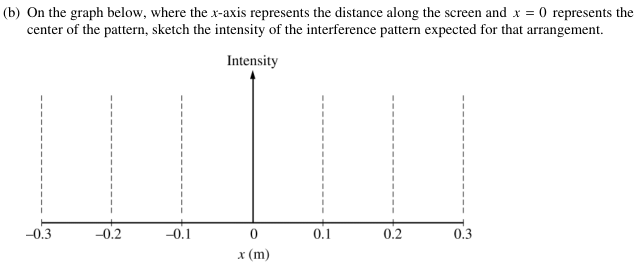 (b) On the graph below, where the x-axis represents the distance along the screen and x = 0 represents the
center of the pattern, sketch the intensity of the interference pattern expected for that arrangement.
Intensity
–0.3 –0.2 –0.1 0 0.1 0.2 0.3
x (m)